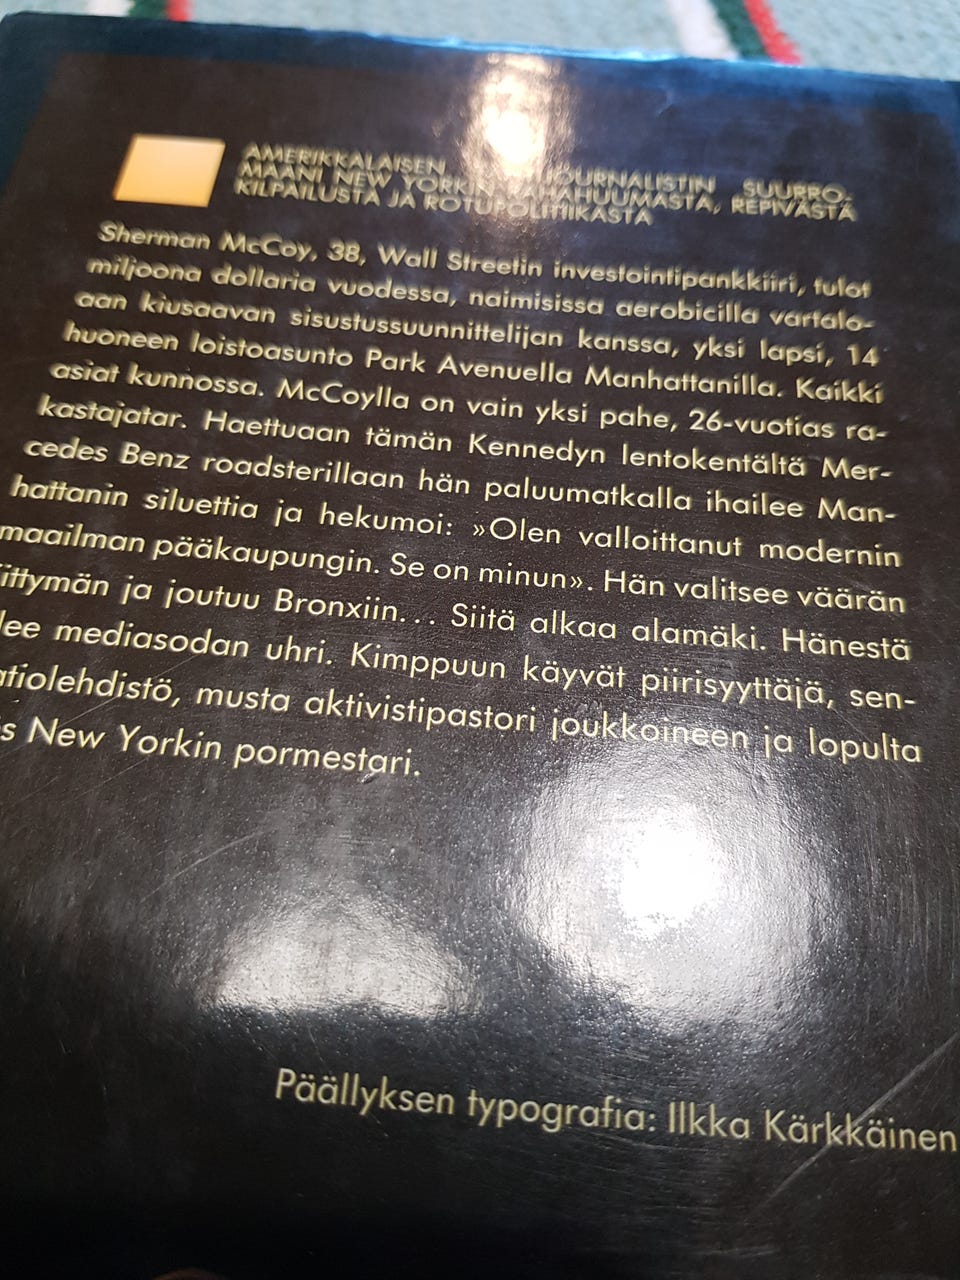 AMERIKKALAISEN JOURNALISTIN SUURRO-
MAANI NEW YORKIN RAHAHUUMASTA, REPIVÄSTÄ
KILPAILUSTA JA ROTUPOLITIIKASTA
Sherman McCoy, 38, Wall Streetin investointipankkiiri, tulot
miljoona dollaria vuodessa, naimisissa aerobicilla vartalo-
aan kiusaavan sisustussuunnittelijan kanssa, yksi lapsi, 14
huoneen loistoasunto Park Avenuella Manhattanilla. Kaikki
asiat kunnossa. McCoylla on vain yksi pahe, 26-vuotias ra-
kastajatar. Haettuaan tämän Kennedyn lentokentältä Mer-
cedes Benz roadsterillaan hän paluumatkalla ihailee Man-
hattanin siluettia ja hekumoi: »Olen valloittanut modernin
maailman pääkaupungin. Se on minun». Hän valitsee väärän
iittymän ja joutuu Bronxiin... Siitä alkaa alamäki. Hänestä
lee mediasodan uhri. Kimppuun käyvät piirisyyttäjä, sen-
atiolehdistö, musta aktivistipastori joukkoineen ja lopulta
s New Yorkin pormestari.
Päällyksen typografia: Ilkka Kärkkäinen